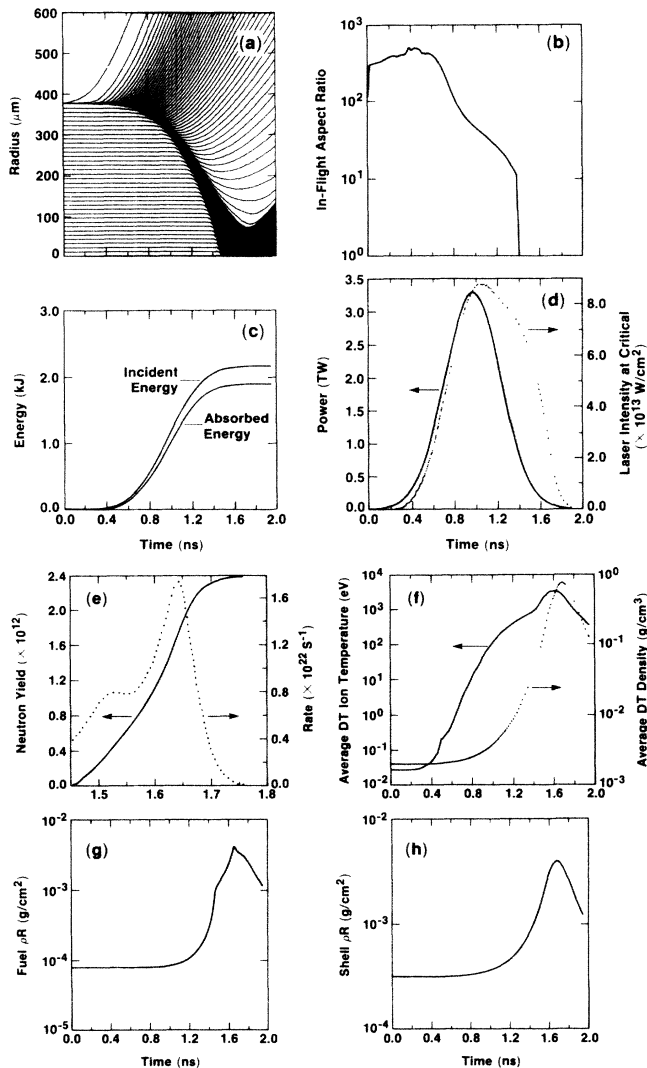 (a)
Radius (μm)
600
500
400
300
200
100
0
(b)
In-Flight Aspect Ratio
10³
10²
10¹
10⁰
(c)
Energy (kJ)
3.0
2.0
1.0
0.0
Incident
Energy
Absorbed
Energy
0.0 0.4 0.8 1.2 1.6 2.0
Time (ns)
(d)
Power (TW)
3.5
3.0
2.5
2.0
1.5
1.0
0.5
0.0
8.0
6.0
4.0
2.0
0.0
Laser Intensity at Critical
(× 10¹³ W/cm²)
0.0 0.4 0.8 1.2 1.6 2.0
Time (ns)
(e)
Neutron Yield (× 10¹²)
2.4
2.0
1.6
1.2
0.8
0.4
0
1.6
1.2
0.8
0.4
0.0
Rate (× 10²² S⁻¹)
1.5 1.6 1.7 1.8
(f)
Average DT Ion Temperature (eV)
10⁴
10³
10²
10¹
10⁰
10⁻¹
10⁻²
10⁰
10⁻¹
10⁻²
10⁻³
Average DT Density (g/cm³)
0 0.4 0.8 1.2 1.6 2.0
(g)
Fuel ρR (g/cm²)
10⁻²
10⁻³
10⁻⁴
10⁻⁵
0.0 0.4 0.8 1.2 1.6 2.0
Time (ns)
(h)
Shell ρR (g/cm²)
10⁻²
10⁻³
10⁻⁴
0.0 0.4 0.8 1.2 1.6 2.0
Time (ns)